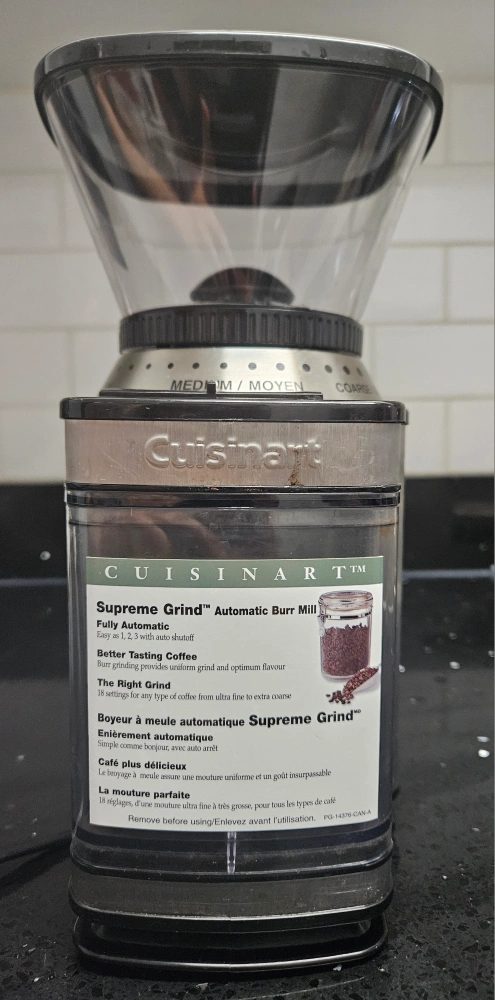 MEDIUM / MOYEN COARSE
Cuisinart
CUISINART™
Supreme Grind™ Automatic Burr Mill
Fully Automatic
Easy as 1, 2, 3 with auto shutoff
Better Tasting Coffee
Burr grinding provides uniform grind and optimum flavour
The Right Grind
18 settings for any type of coffee from ultra fine to extra coarse
Boyeur à meule automatique Supreme Grind MD
Enièrement automatique
Simple comme bonjour, avec auto arrêt
Café plus délicieux
Le broyage à meule assure une mouture uniforme et un goût insurpassable
La mouture parfaite
18 réglages, d'une mouture ultra fine à très grosse, pour tous les types de café
Remove before using/Enlevez avant l'utilisation. PG-14376-CAN-A